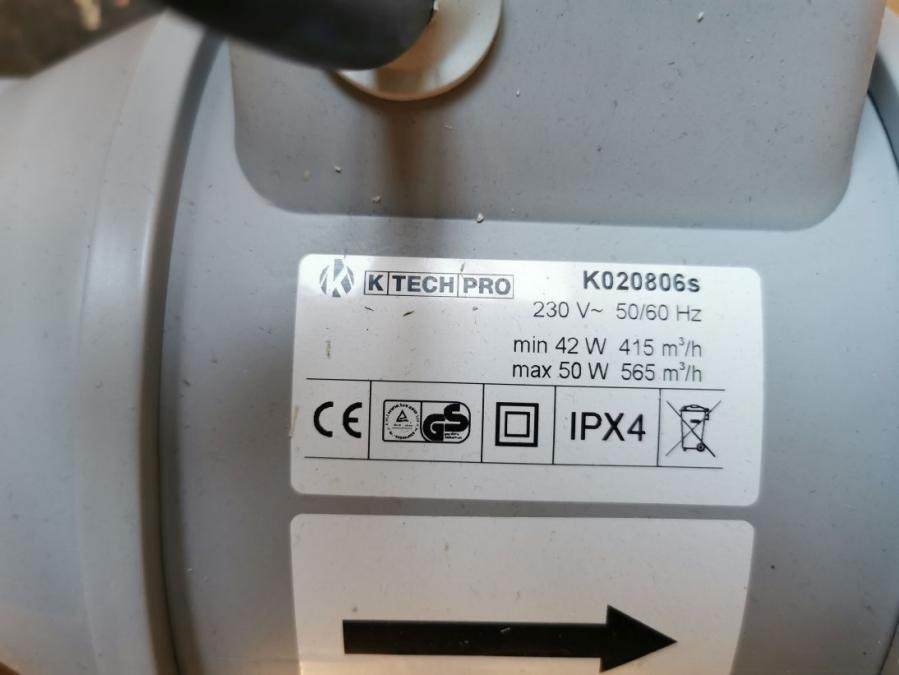 K K TECH PRO K020806s
230 V~ 50/60 Hz
min 42 W 415 m³/h
max 50 W 565 m³/h
CE GS IPX4